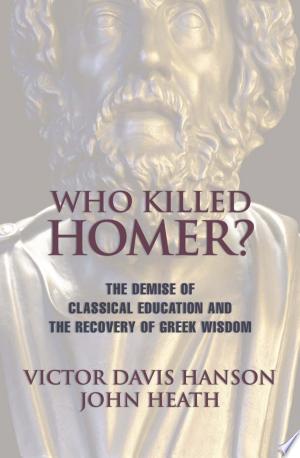 WHO KILLED
HOMER?
THE DEMISE OF
CLASSICAL EDUCATION AND
THE RECOVERY OF GREEK WISDOM
VICTOR DAVIS HANSON
JOHN HEATH